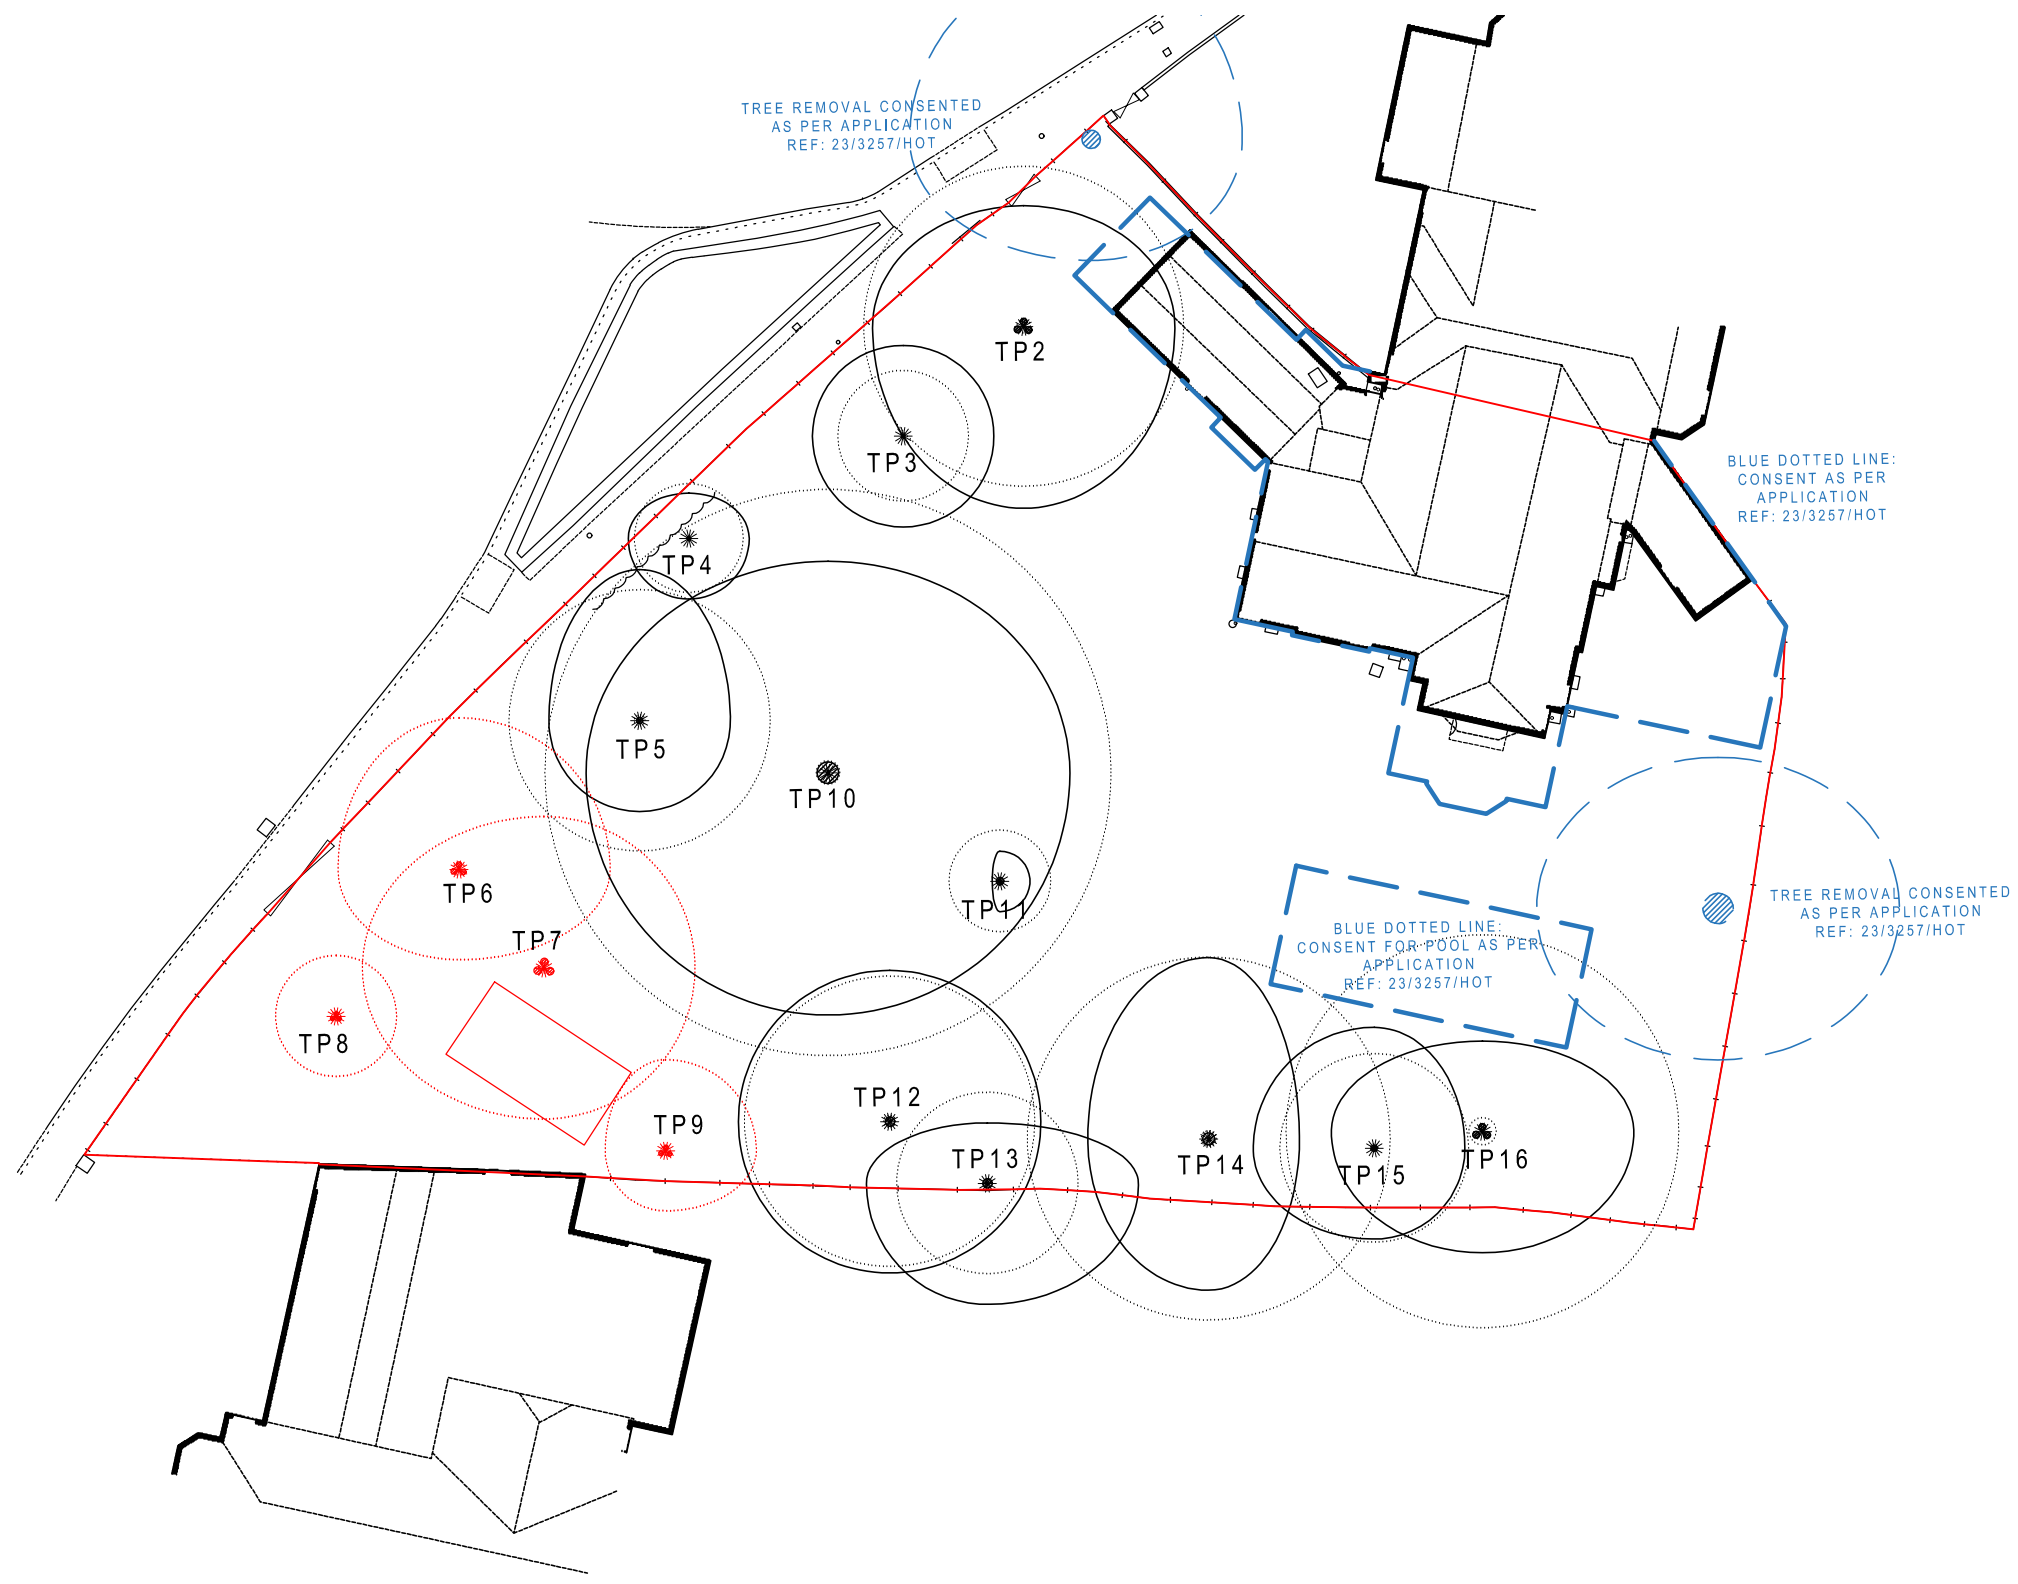 TREE REMOVAL CONSENTED
AS PER APPLICATION
REF: 23/3257/HOT
TP2
TP3
BLUE DOTTED LINE:
CONSENT AS PER
APPLICATION
REF: 23/3257/HOT
TP4
TP5
TP10
TP6
TP11
TP7
TREE REMOVAL CONSENTED
AS PER APPLICATION
REF: 23/3257/HOT
BLUE DOTTED LINE:
CONSENT FOR POOL AS PER
APPLICATION
REF: 23/3257/HOT
TP8
TP12
TP9
TP13
TP14
TP15
TP16